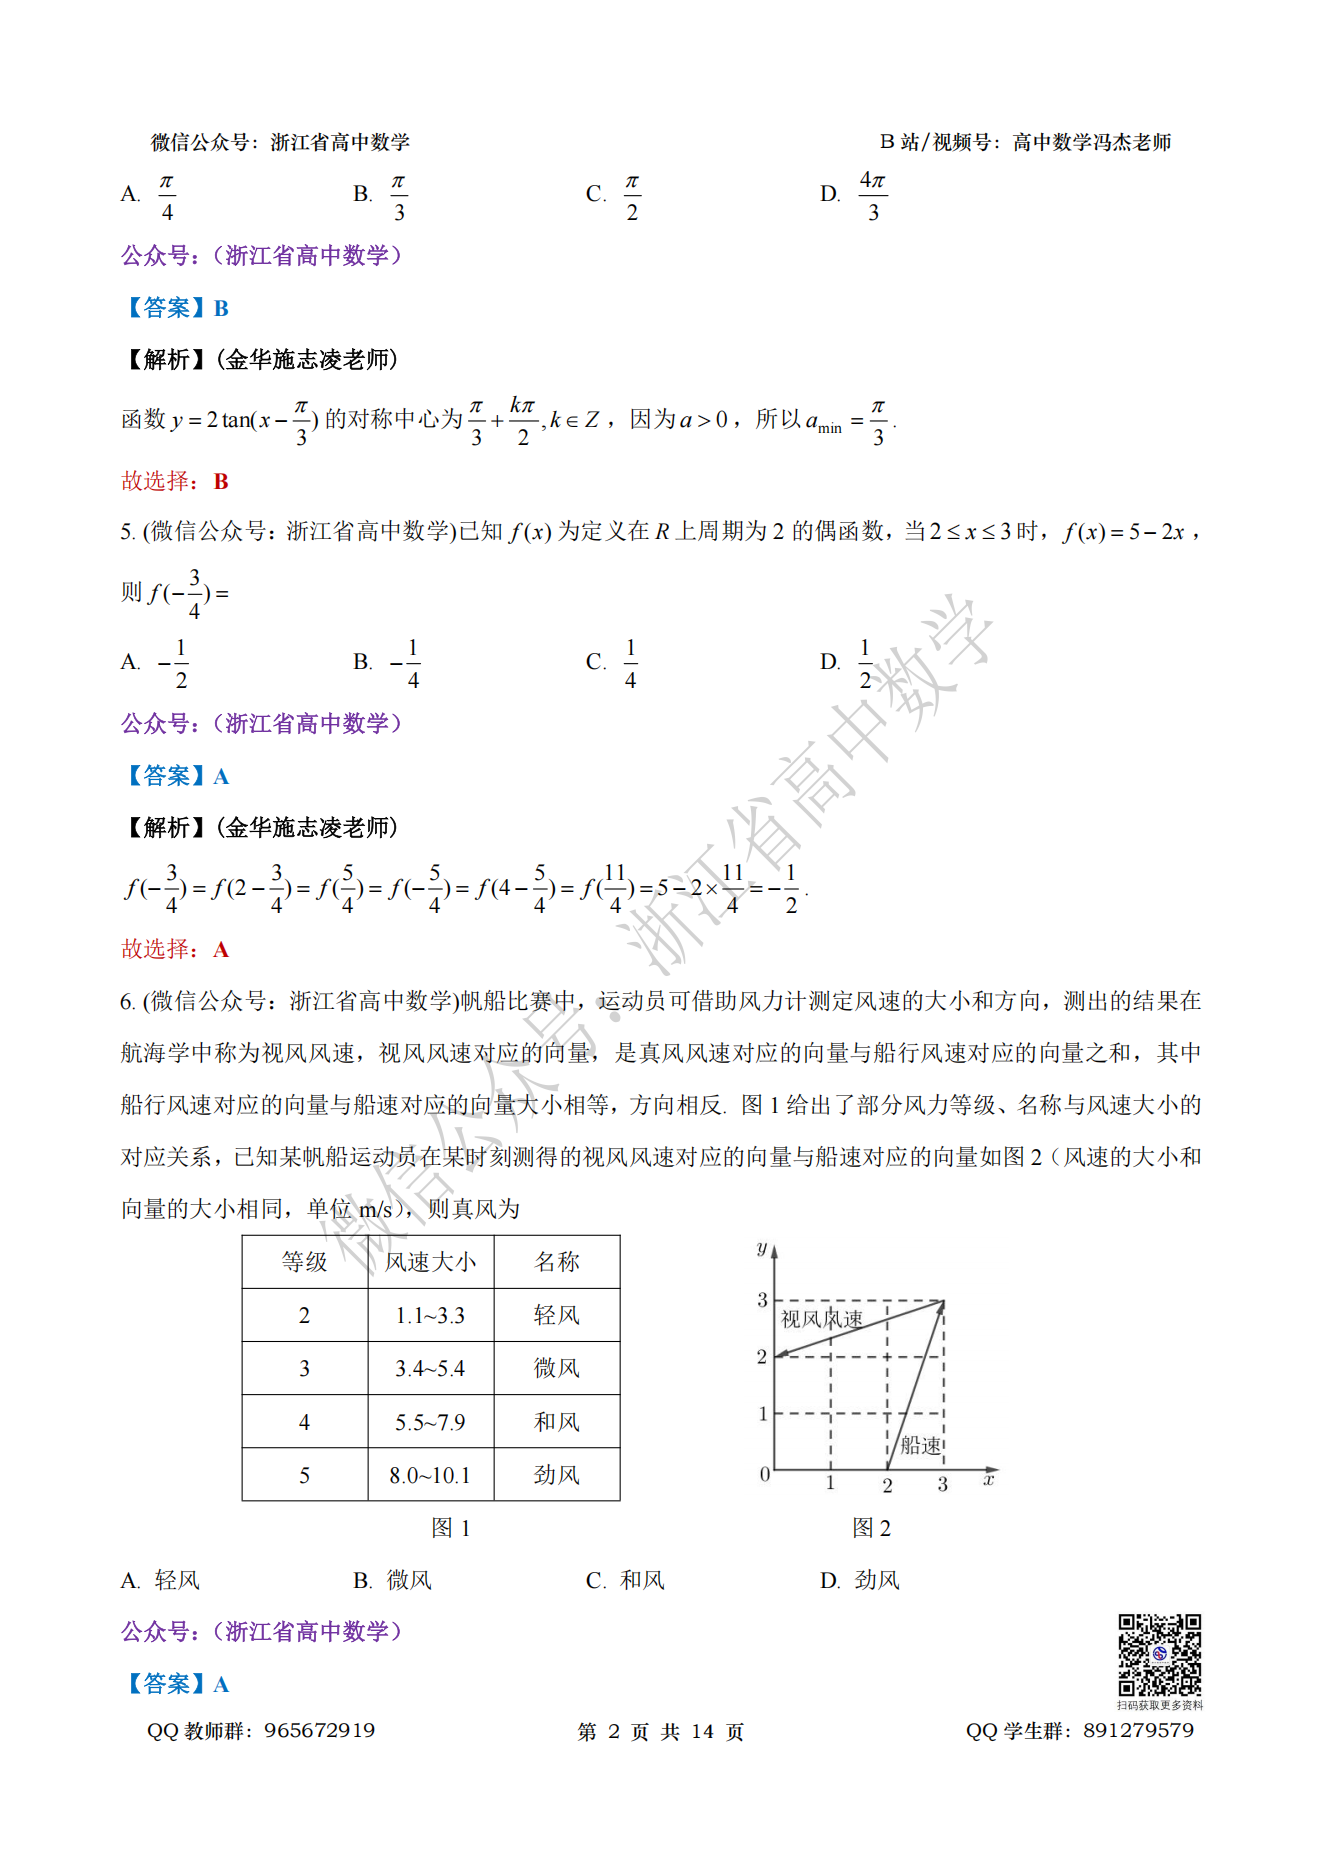 微信公众号：浙江省高中数学 B 站/视频号：高中数学冯杰老师
A. π/4 B. π/3 C. π/2 D. 4π/3
公众号：（浙江省高中数学）
【答案】B
【解析】(金华施志凌老师)
函数 y = 2tan(x − π/3) 的对称中心为 π/3 + kπ/2, k ∈ Z ，因为 a > 0 ，所以 a_min = π/3 .
故选择：B
5. (微信公众号：浙江省高中数学)已知 f(x) 为定义在 R 上周期为 2 的偶函数，当 2 ≤ x ≤ 3 时，f(x) = 5 − 2x ，
则 f(−3/4) =
A. −1/2 B. −1/4 C. 1/4 D. 1/2
公众号：（浙江省高中数学）
【答案】A
【解析】(金华施志凌老师)
f(−3/4) = f(2 − 3/4) = f(5/4) = f(−5/4) = f(4 − 5/4) = f(11/4) = 5 − 2 × 11/4 = −1/2 .
故选择：A
6. (微信公众号：浙江省高中数学)帆船比赛中，运动员可借助风力计测定风速的大小和方向，测出的结果在
航海学中称为视风风速，视风风速对应的向量，是真风风速对应的向量与船行风速对应的向量之和，其中
船行风速对应的向量与船速对应的向量大小相等，方向相反. 图 1 给出了部分风力等级、名称与风速大小的
对应关系，已知某帆船运动员在某时刻测得的视风风速对应的向量与船速对应的向量如图 2（风速的大小和
向量的大小相同，单位 m/s），则真风为
等级 风速大小 名称
2 1.1~3.3 轻风
3 3.4~5.4 微风
4 5.5~7.9 和风
5 8.0~10.1 劲风
图 1
y
3
视风风速
2
1
船速
0 1 2 3 x
图 2
A. 轻风 B. 微风 C. 和风 D. 劲风
公众号：（浙江省高中数学）
【答案】A
扫码获取更多资料
QQ 教师群：965672919 第 2 页 共 14 页 QQ 学生群：891279579
微信公众号：浙江省高中数学